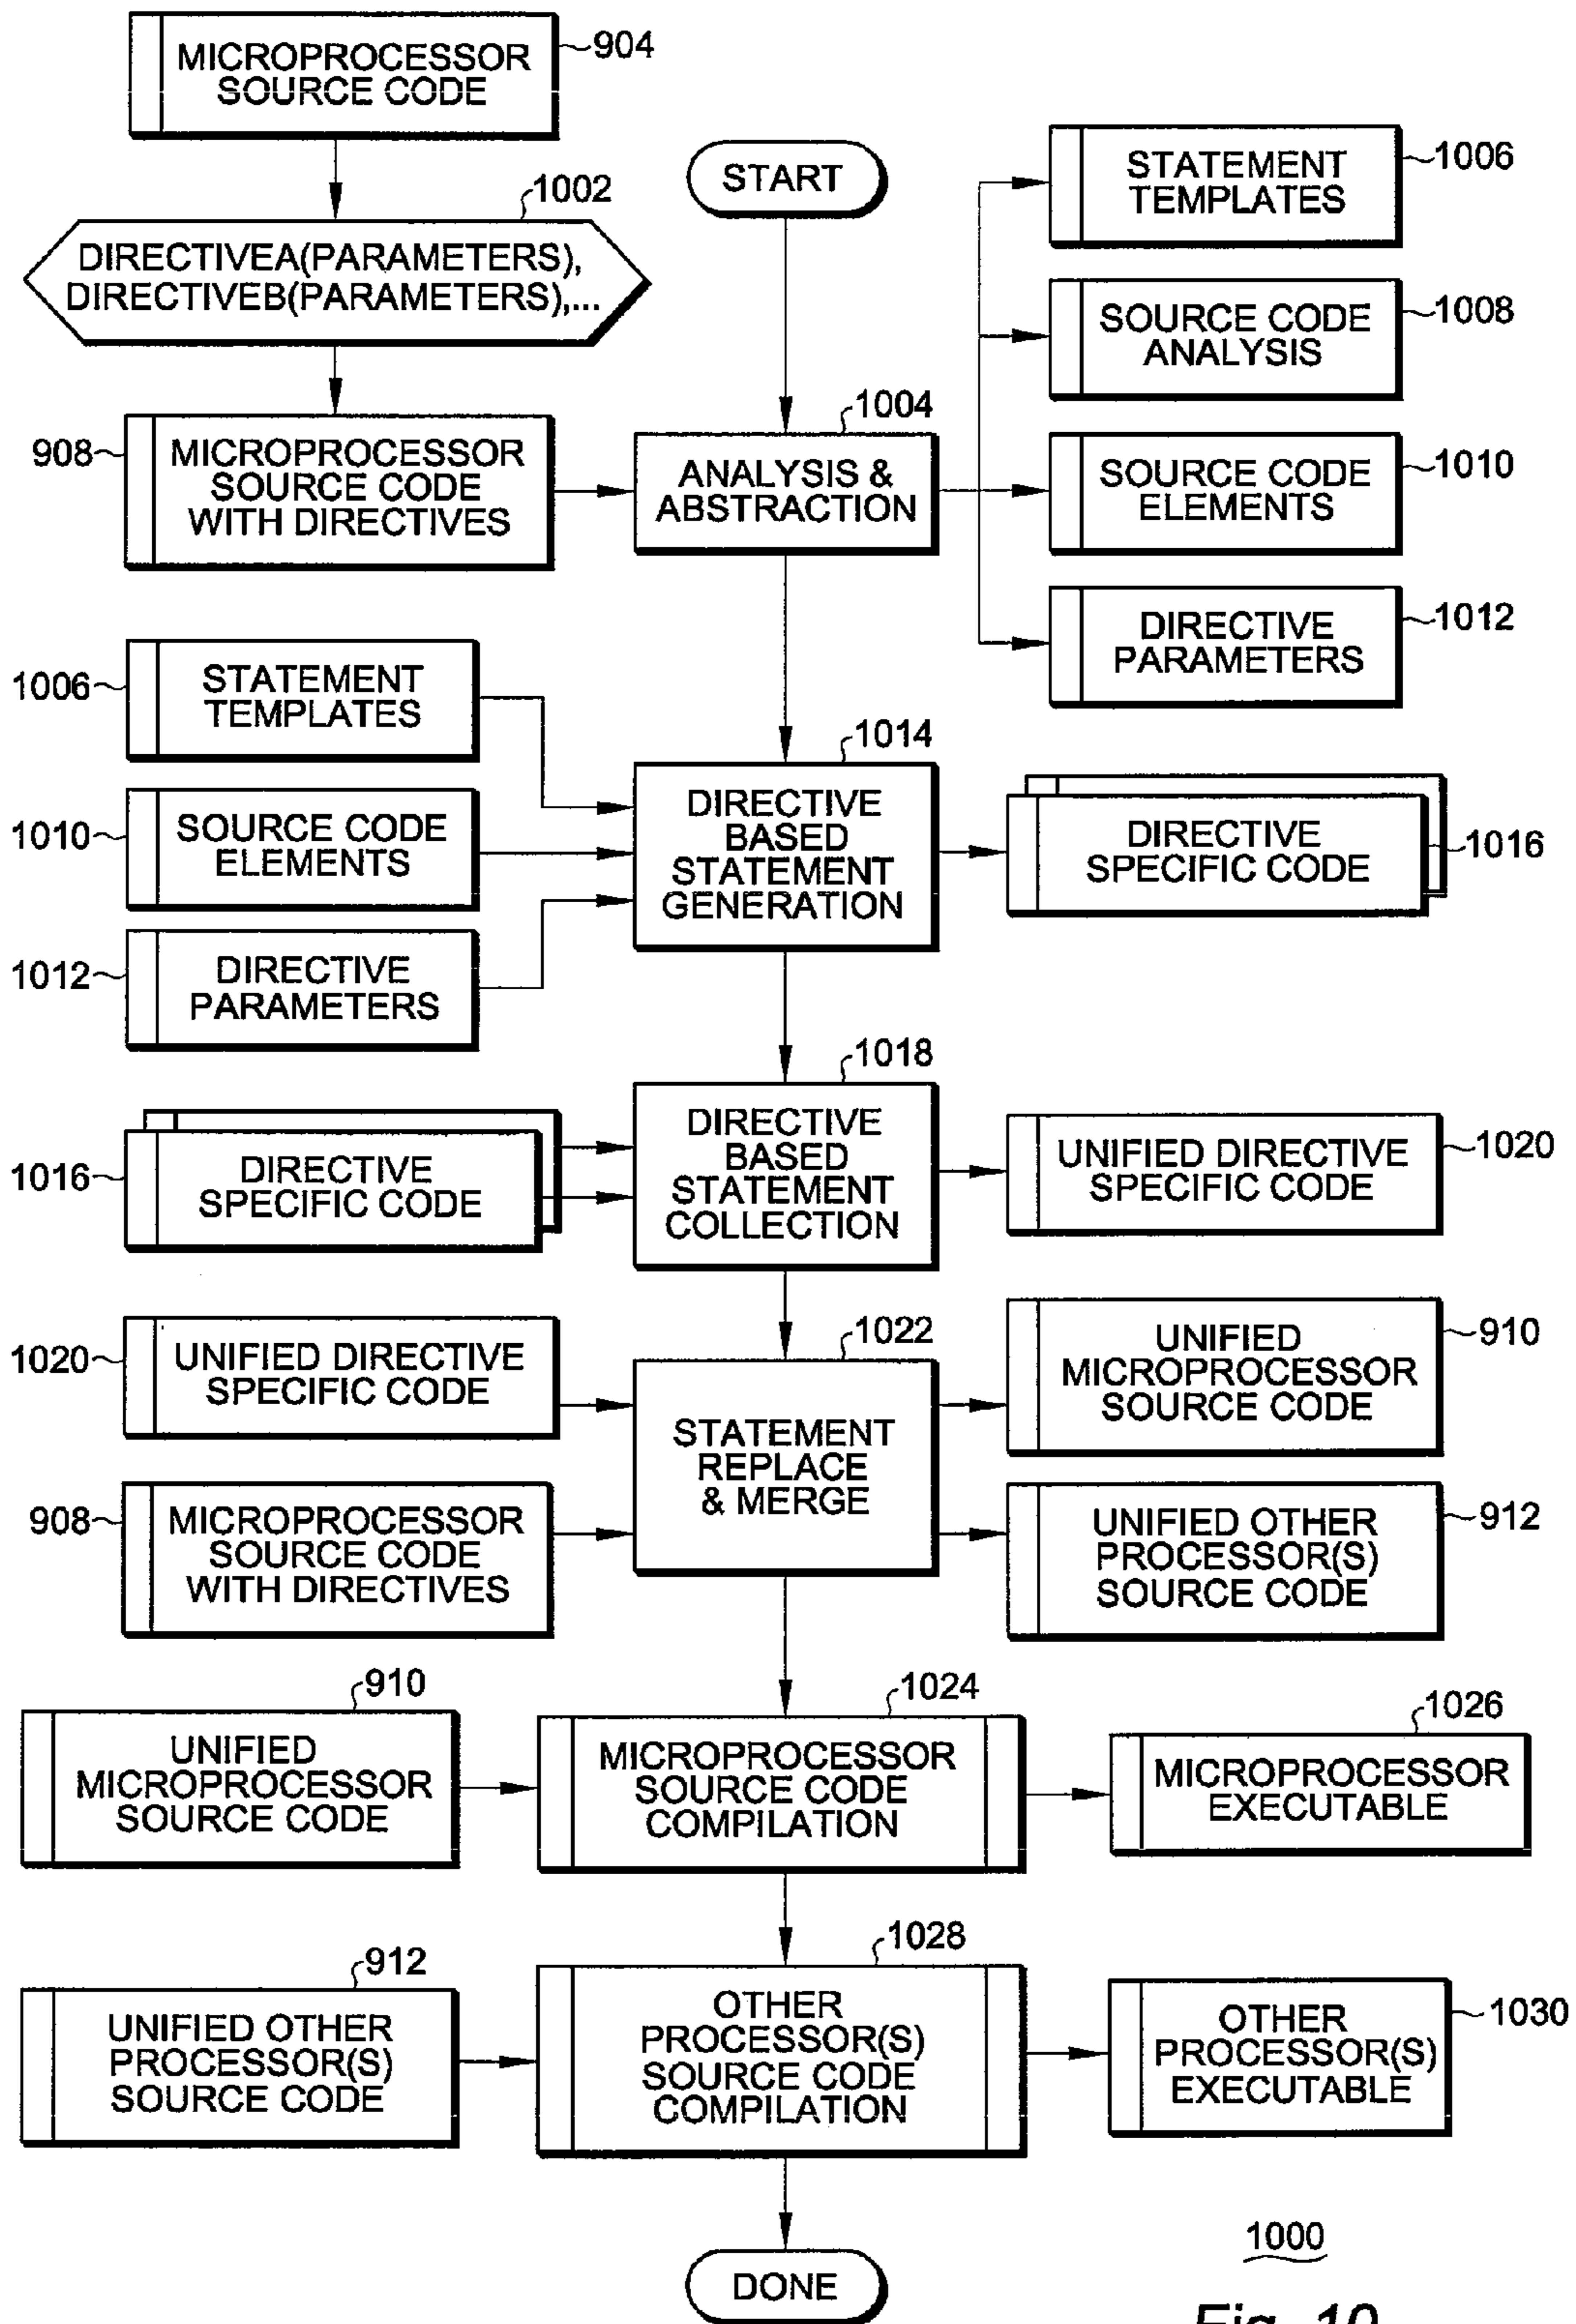 MICROPROCESSOR
SOURCE CODE
904
1002
DIRECTIVEA(PARAMETERS),
DIRECTIVEB(PARAMETERS),...
START
STATEMENT
TEMPLATES
1006
SOURCE CODE
ANALYSIS
1008
908
MICROPROCESSOR
SOURCE CODE
WITH DIRECTIVES
1004
ANALYSIS &
ABSTRACTION
SOURCE CODE
ELEMENTS
1010
DIRECTIVE
PARAMETERS
1012
1006
STATEMENT
TEMPLATES
1010
SOURCE CODE
ELEMENTS
1012
DIRECTIVE
PARAMETERS
1014
DIRECTIVE
BASED
STATEMENT
GENERATION
DIRECTIVE
SPECIFIC CODE
1016
1016
DIRECTIVE
SPECIFIC CODE
1018
DIRECTIVE
BASED
STATEMENT
COLLECTION
UNIFIED DIRECTIVE
SPECIFIC CODE
1020
1020
UNIFIED DIRECTIVE
SPECIFIC CODE
908
MICROPROCESSOR
SOURCE CODE
WITH DIRECTIVES
1022
STATEMENT
REPLACE
& MERGE
UNIFIED
MICROPROCESSOR
SOURCE CODE
910
UNIFIED OTHER
PROCESSOR(S)
SOURCE CODE
912
910
UNIFIED
MICROPROCESSOR
SOURCE CODE
1024
MICROPROCESSOR
SOURCE CODE
COMPILATION
1026
MICROPROCESSOR
EXECUTABLE
912
UNIFIED OTHER
PROCESSOR(S)
SOURCE CODE
1028
OTHER
PROCESSOR(S)
SOURCE CODE
COMPILATION
OTHER
PROCESSOR(S)
EXECUTABLE
1030
DONE
1000
Fig. 10